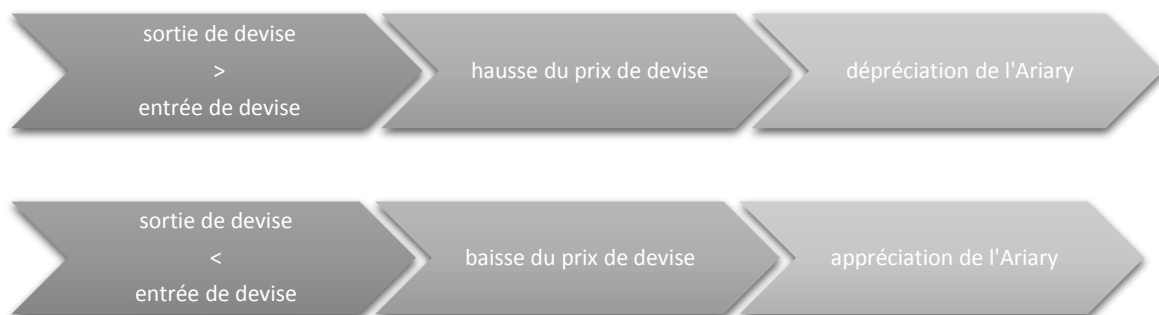 sortie de devise
>
entrée de devise
hausse du prix de devise
dépréciation de l'Ariary
sortie de devise
<
entrée de devise
baisse du prix de devise
appréciation de l'Ariary